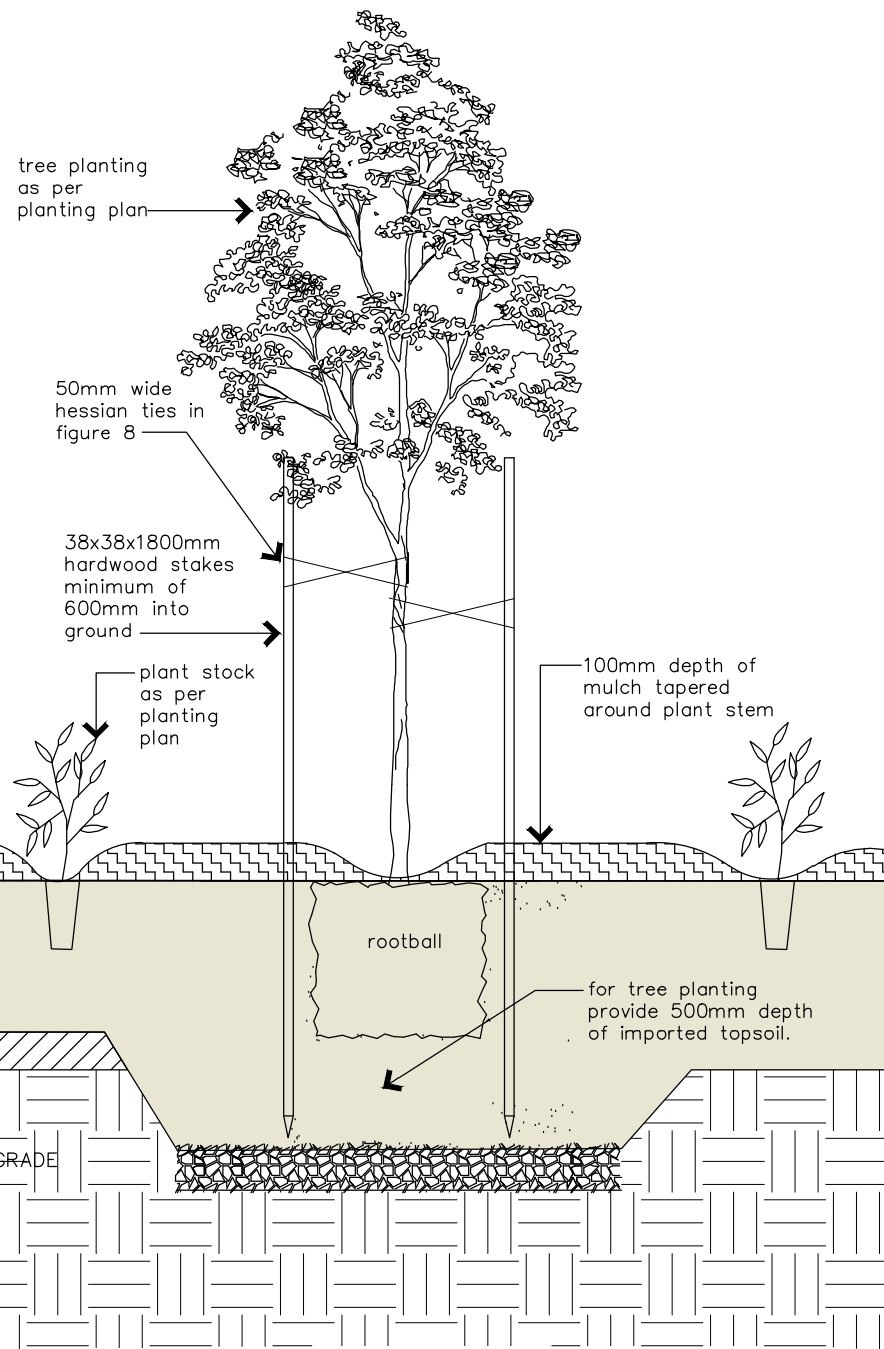 tree planting
as per
planting plan
50mm wide
hessian ties in
figure 8
38x38x1800mm
hardwood stakes
minimum of
600mm into
ground
plant stock
as per
planting
plan
100mm depth of
mulch tapered
around plant stem
rootball
for tree planting
provide 500mm depth
of imported topsoil.
GRADE